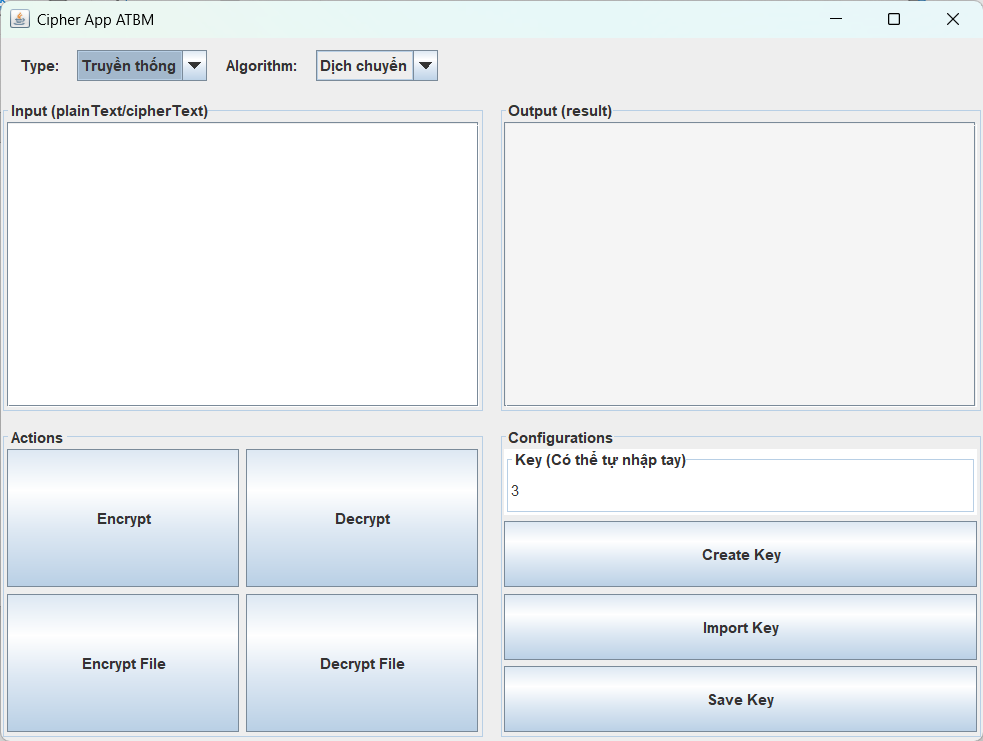 Cipher App ATBM
Type: Truyền thống Algorithm: Dịch chuyển
Input (plainText/cipherText)
Output (result)
Actions
Encrypt Decrypt
Encrypt File Decrypt File
Configurations
Key (Có thể tự nhập tay)
3
Create Key
Import Key
Save Key